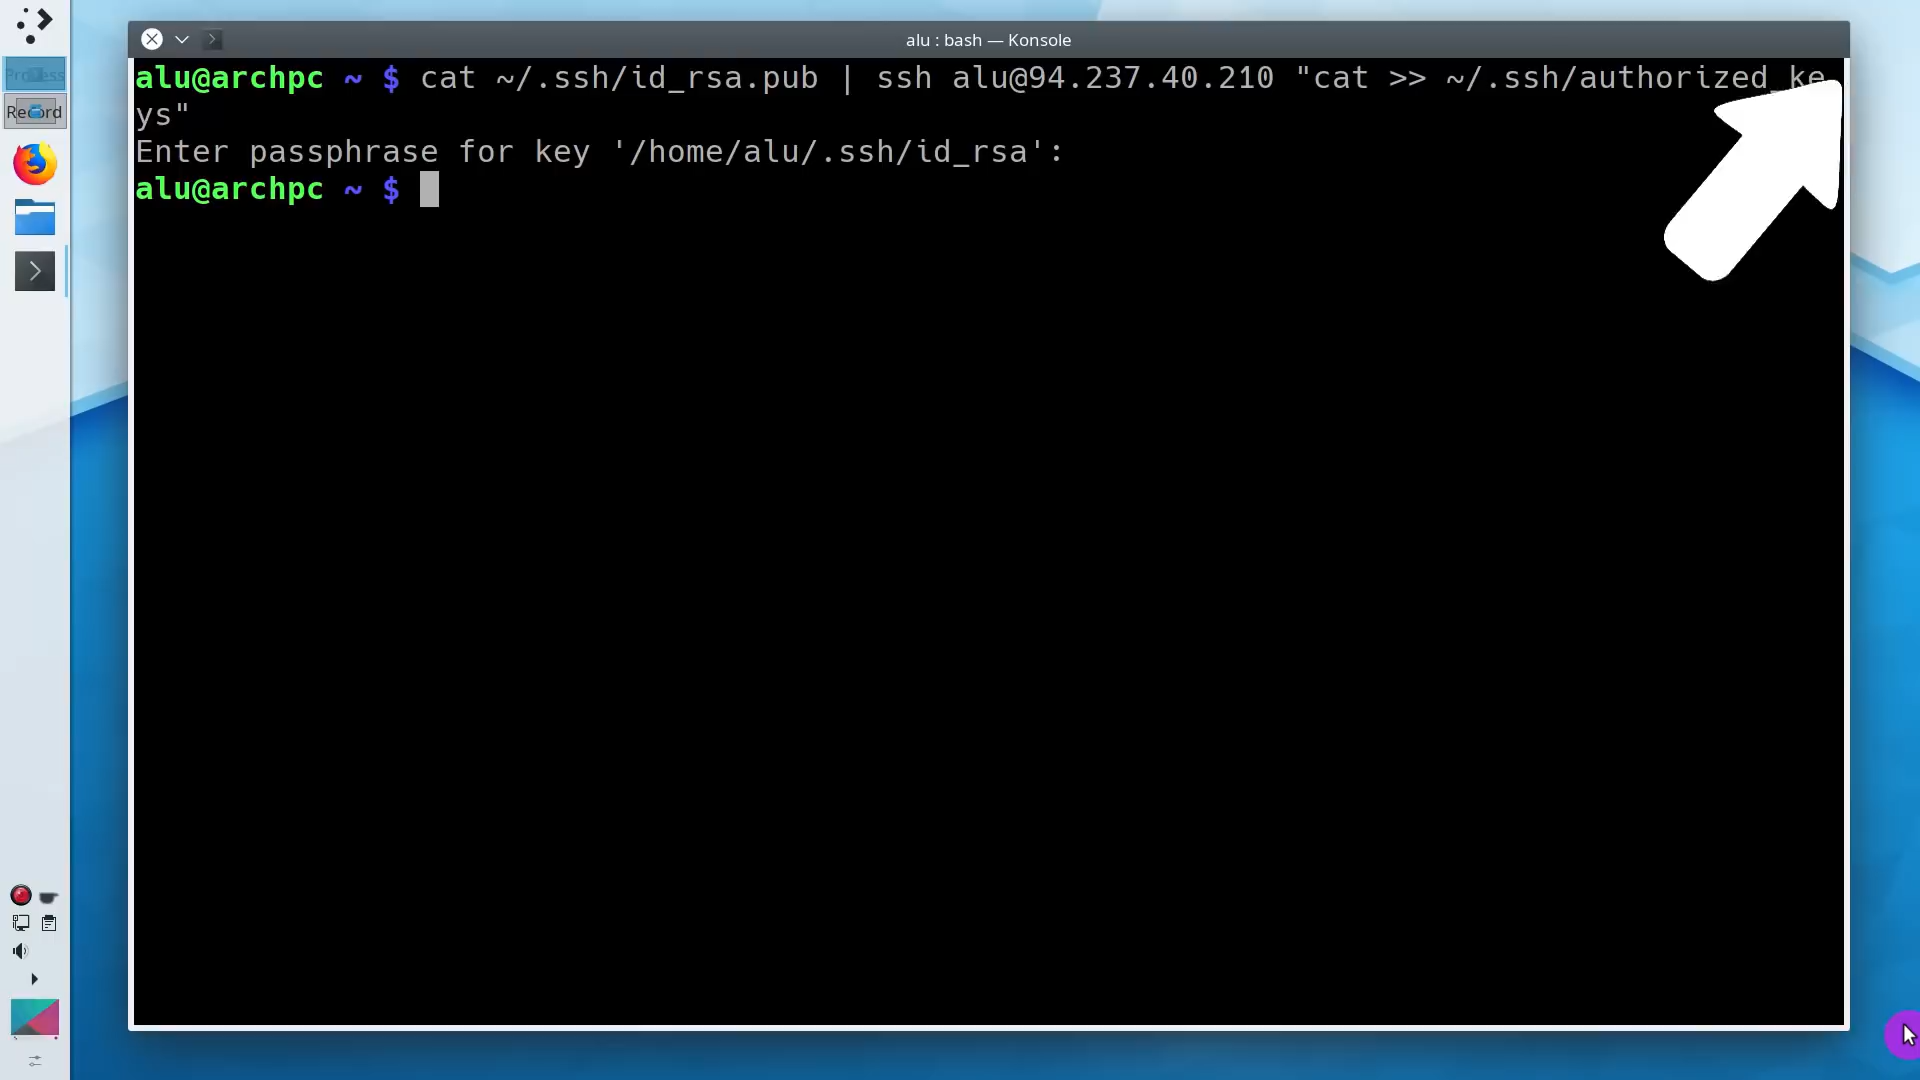 alu : bash — Konsole
alu@archpc ~ $ cat ~/.ssh/id_rsa.pub | ssh alu@94.237.40.210 "cat >> ~/.ssh/authorized_ke
ys"
Enter passphrase for key '/home/alu/.ssh/id_rsa':
alu@archpc ~ $
Process
Record